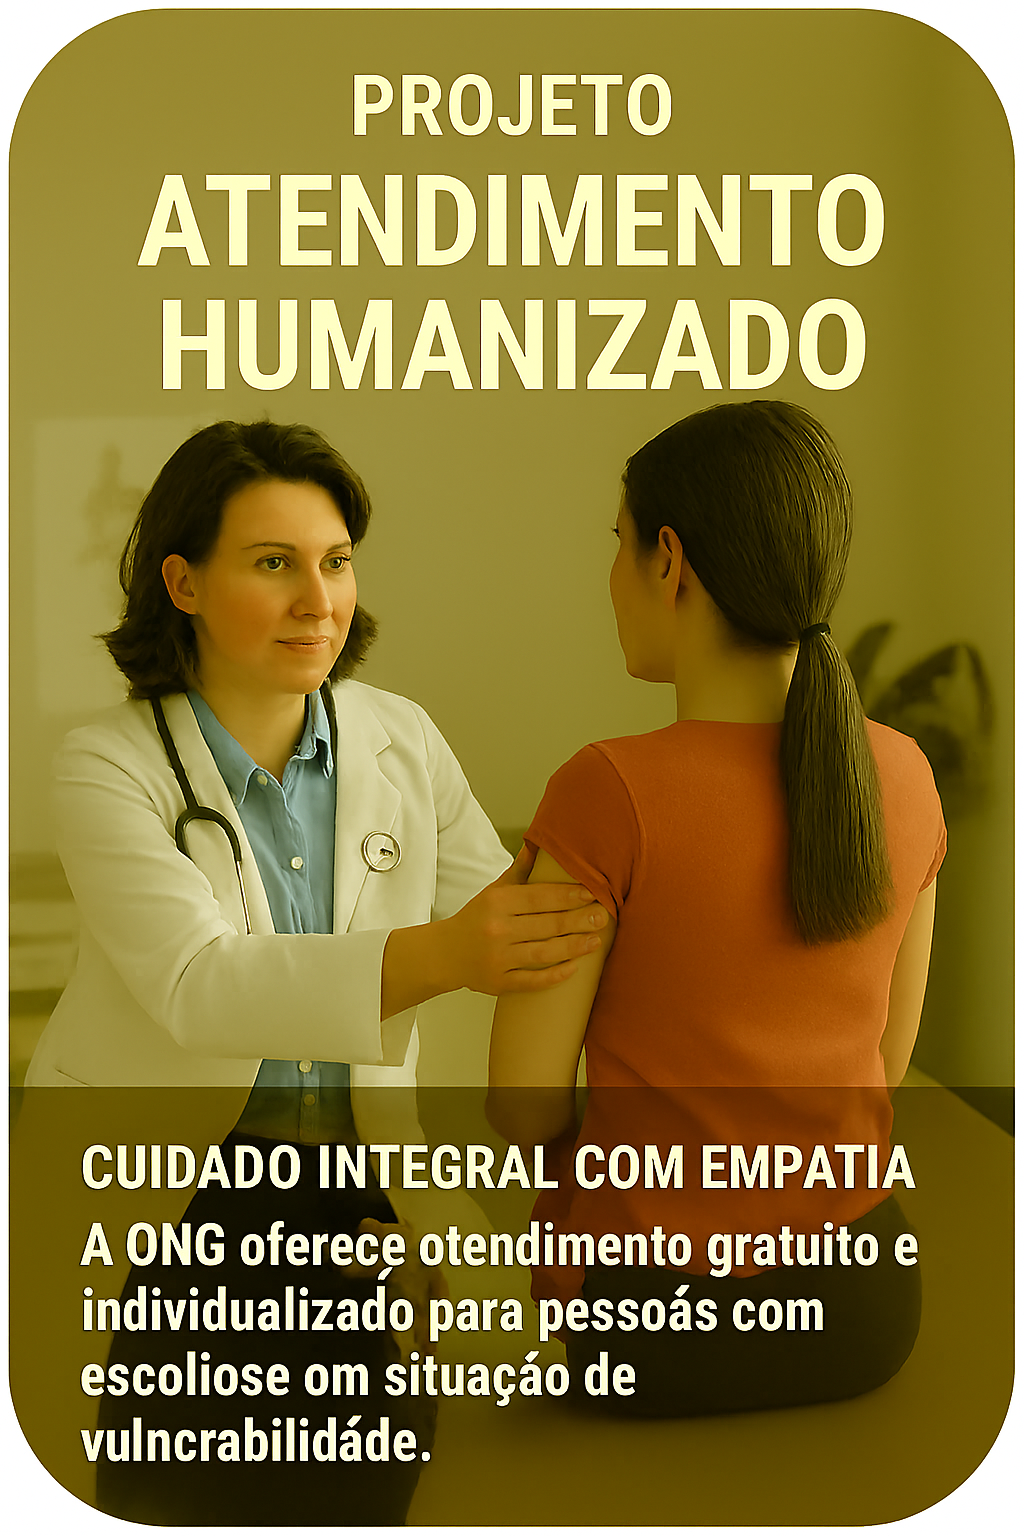 PROJETO
ATENDIMENTO
HUMANIZADO
CUIDADO INTEGRAL COM EMPATIA
A ONG oferece otendimento gratuito e
individualizadó para pessoás com
escoliose om situaçáo de
vulncrabilidáde.